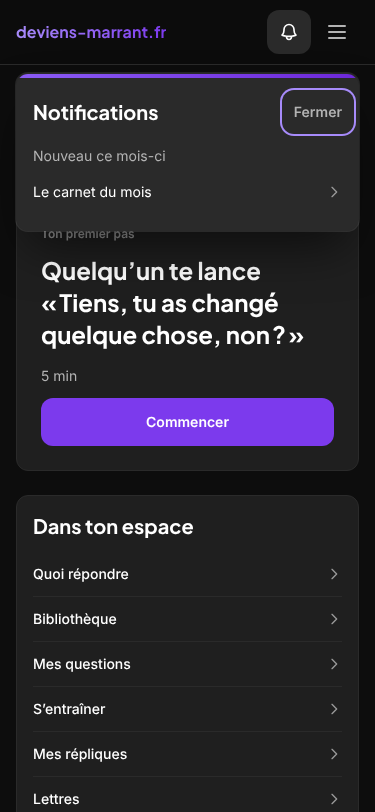 deviens-marrant.fr
Notifications
Fermer
Nouveau ce mois-ci
Le carnet du mois
Ton premier pas
Quelqu’un te lance
« Tiens, tu as changé
quelque chose, non ? »
5 min
Commencer
Dans ton espace
Quoi répondre
Bibliothèque
Mes questions
S’entraîner
Mes répliques
Lettres